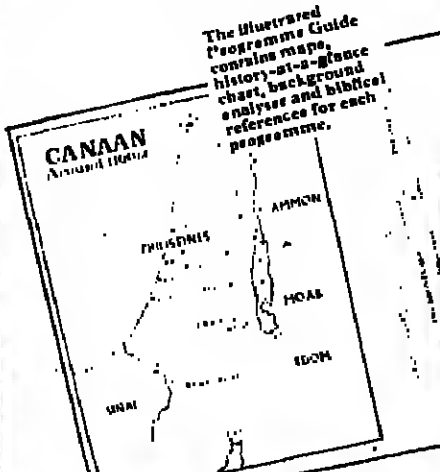 The Illustrated
Programme Guide
contains maps,
history-at-a-glance
chart, background
analyses and biblical
references for each
programme.
CANAAN
PHILISTINES
AMMON
MOAB
EDOM
SINAI